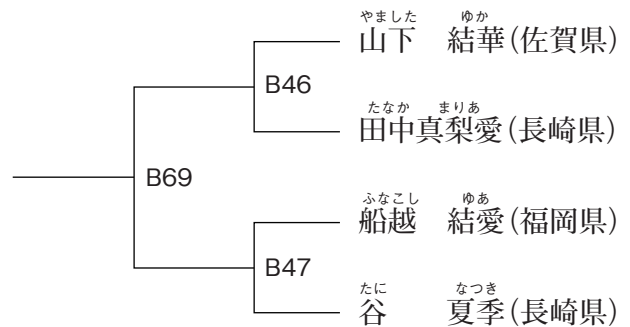 やました ゆか
山下 結華(佐賀県)
B46
たなか まりあ
田中真梨愛(長崎県)
B69
ふなこし ゆあ
船越 結愛(福岡県)
B47
たに なつき
谷 夏季(長崎県)